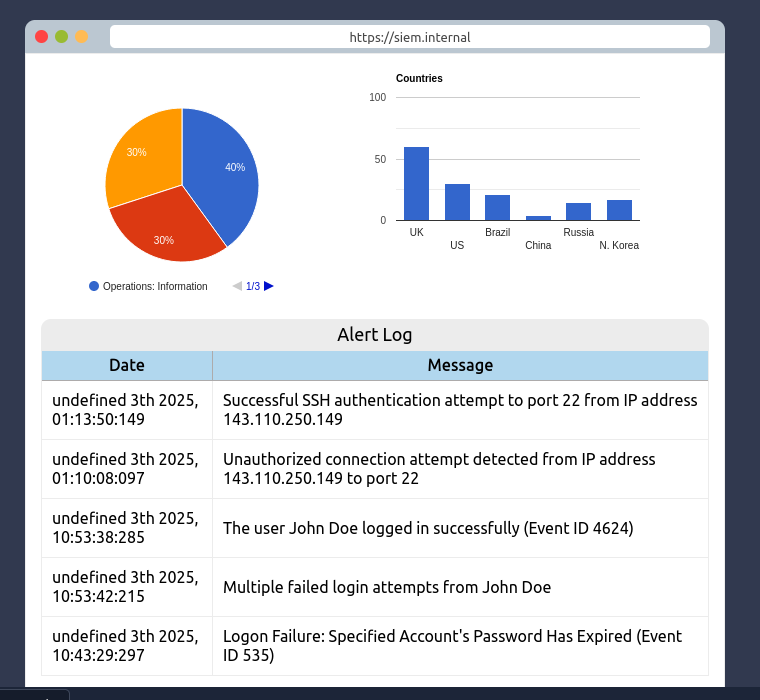 https://siem.internal
Countries
100
50
0
UK
US
Brazil
China
Russia
N. Korea
30%
40%
30%
Operations: Information
1/3
Alert Log
Date Message
undefined 3th 2025, 01:13:50:149
Successful SSH authentication attempt to port 22 from IP address
143.110.250.149
undefined 3th 2025,
01:10:08:097
Unauthorized connection attempt detected from IP address
143.110.250.149 to port 22
undefined 3th 2025,
10:53:38:285
The user John Doe logged in successfully (Event ID 4624)
undefined 3th 2025,
10:53:42:215
Multiple failed login attempts from John Doe
undefined 3th 2025,
10:43:29:297
Logon Failure: Specified Account's Password Has Expired (Event
ID 535)